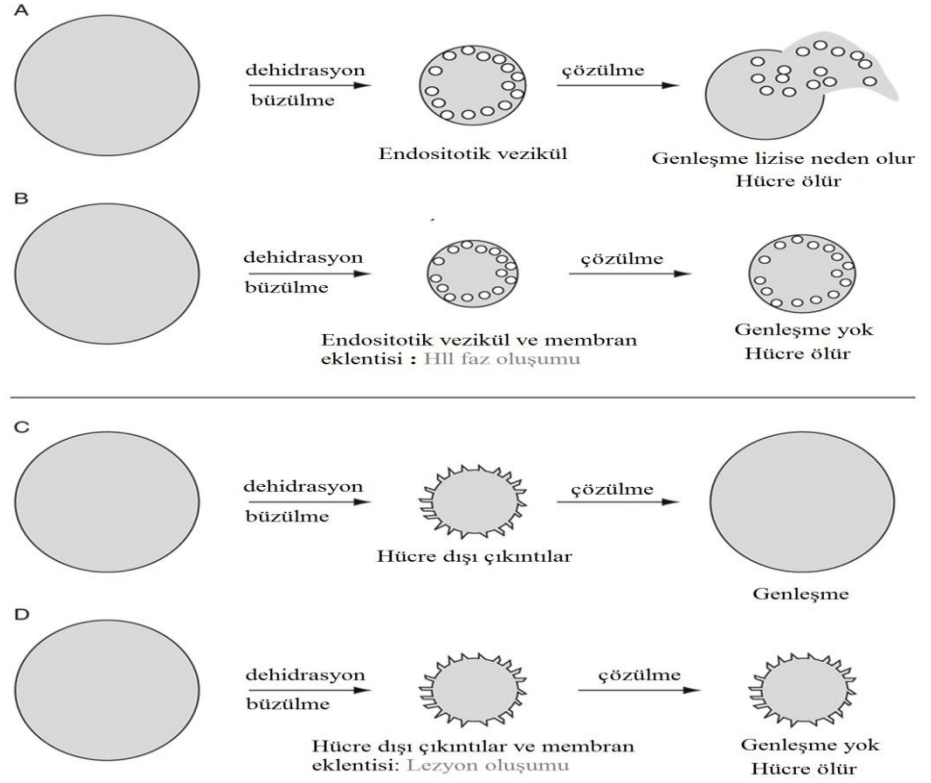 A
dehidrasyon
büzülme
çözülme
Endositotik vezikül
Genleşme lizise neden olur
Hücre ölür
B
dehidrasyon
büzülme
çözülme
Endositotik vezikül ve membran
eklentisi : Hll faz oluşumu
Genleşme yok
Hücre ölür
C
dehidrasyon
büzülme
çözülme
Hücre dışı çıkıntılar
Genleşme
D
dehidrasyon
büzülme
çözülme
Hücre dışı çıkıntılar ve membran
eklentisi: Lezyon oluşumu
Genleşme yok
Hücre ölür